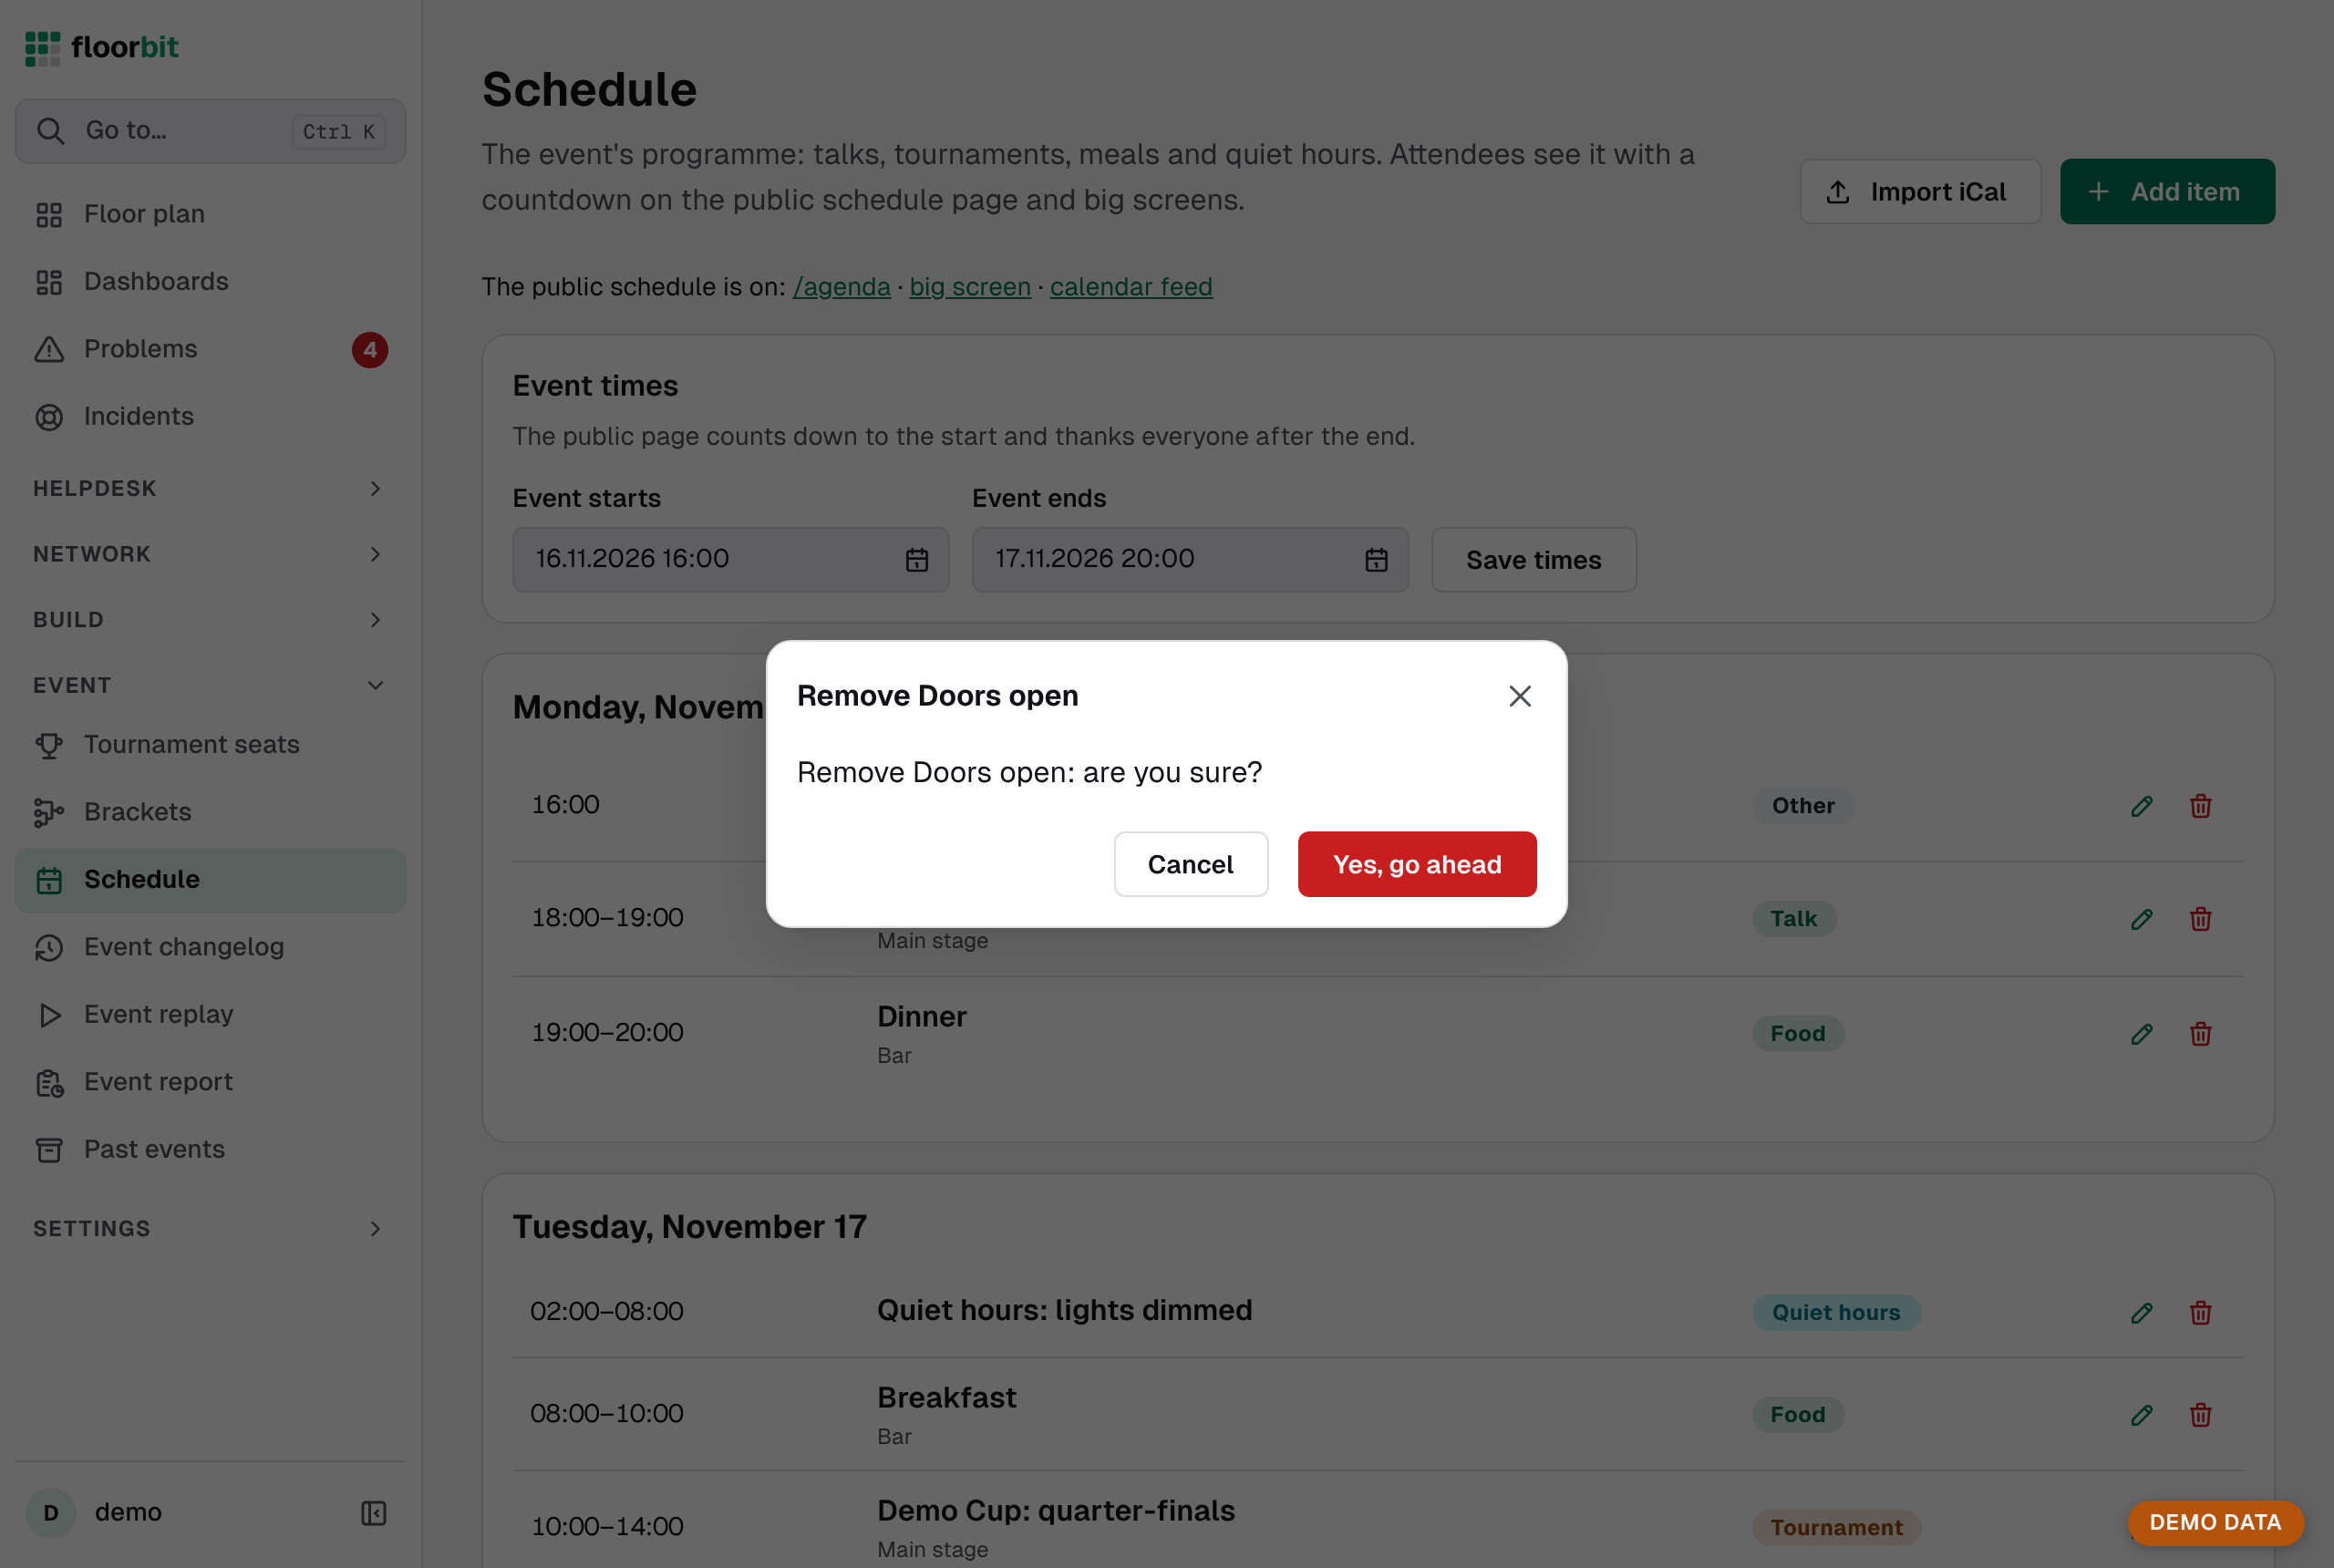 floorbit
Go to... Ctrl K
Floor plan
Dashboards
Problems 4
Incidents
HELPDESK
NETWORK
BUILD
EVENT
Tournament seats
Brackets
Schedule
Event changelog
Event replay
Event report
Past events
SETTINGS
D demo
Schedule
The event's programme: talks, tournaments, meals and quiet hours. Attendees see it with a
countdown on the public schedule page and big screens.
Import iCal
Add item
The public schedule is on: /agenda · big screen · calendar feed
Event times
The public page counts down to the start and thanks everyone after the end.
Event starts Event ends
16.11.2026 16:00 17.11.2026 20:00 Save times
Monday, Novem
16:00 Other
18:00–19:00 Talk
Main stage
19:00–20:00 Dinner Food
Bar
Remove Doors open
Remove Doors open: are you sure?
Cancel Yes, go ahead
Tuesday, November 17
02:00–08:00 Quiet hours: lights dimmed Quiet hours
08:00–10:00 Breakfast Food
Bar
10:00–14:00 Demo Cup: quarter-finals Tournament
Main stage
DEMO DATA